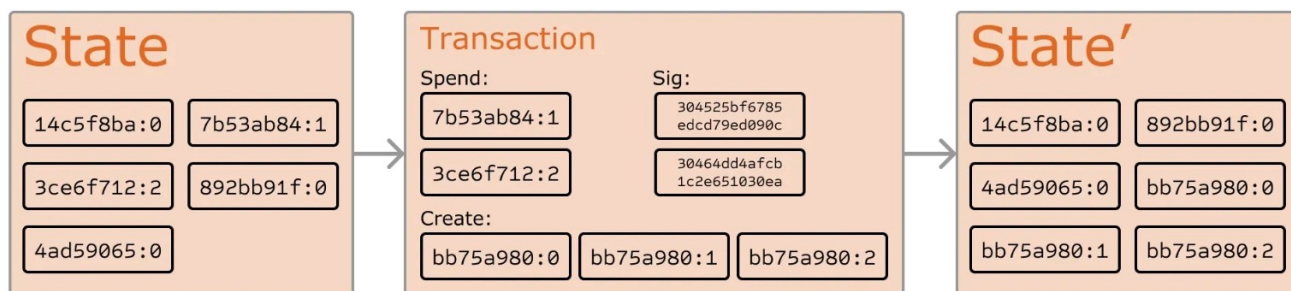 State
14c5f8ba:0 7b53ab84:1
3ce6f712:2 892bb91f:0
4ad59065:0
Transaction
Spend: Sig:
7b53ab84:1 304525bf6785
edcd79ed090c
3ce6f712:2 30464dd4afcb
1c2e651030ea
Create:
bb75a980:0 bb75a980:1 bb75a980:2
State’
14c5f8ba:0 892bb91f:0
4ad59065:0 bb75a980:0
bb75a980:1 bb75a980:2